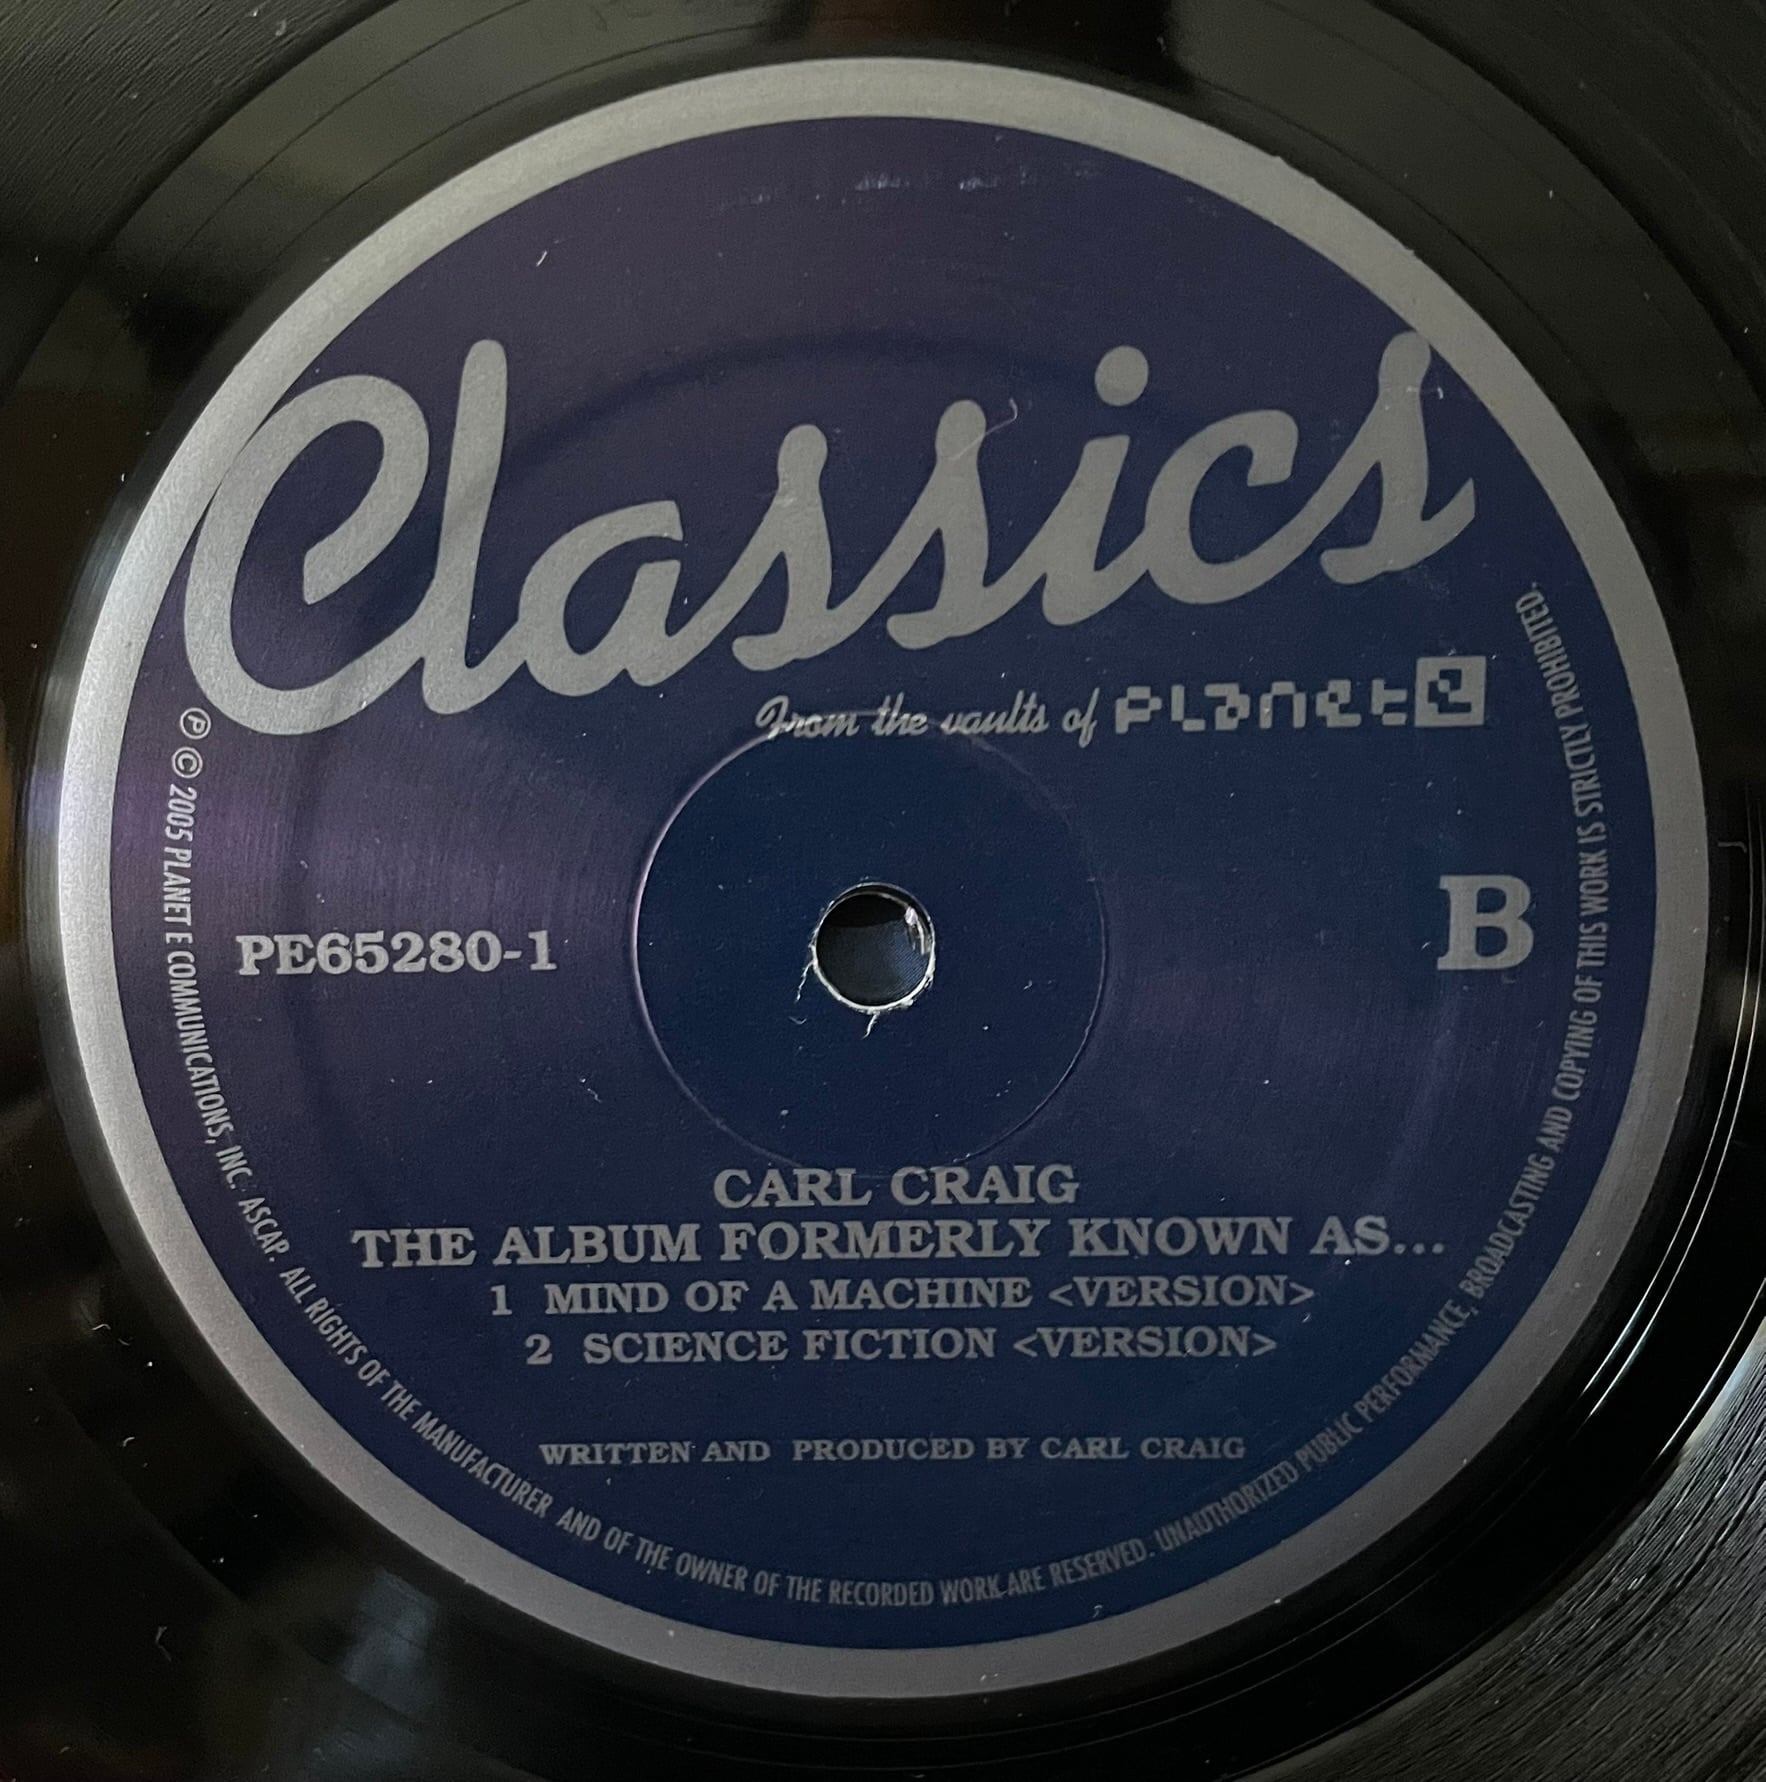 Classics
From the vaults of planet e
PE65280-1
B
CARL CRAIG
THE ALBUM FORMERLY KNOWN AS...
1 MIND OF A MACHINE <VERSION>
2 SCIENCE FICTION <VERSION>
WRITTEN AND PRODUCED BY CARL CRAIG
Ⓟ © 2005 PLANET E COMMUNICATIONS, INC. ASCAP. ALL RIGHTS OF THE MANUFACTURER AND OF THE OWNER OF THE RECORDED WORK ARE RESERVED. UNAUTHORIZED PUBLIC PERFORMANCE, BROADCASTING AND COPYING OF THIS WORK IS STRICTLY PROHIBITED.